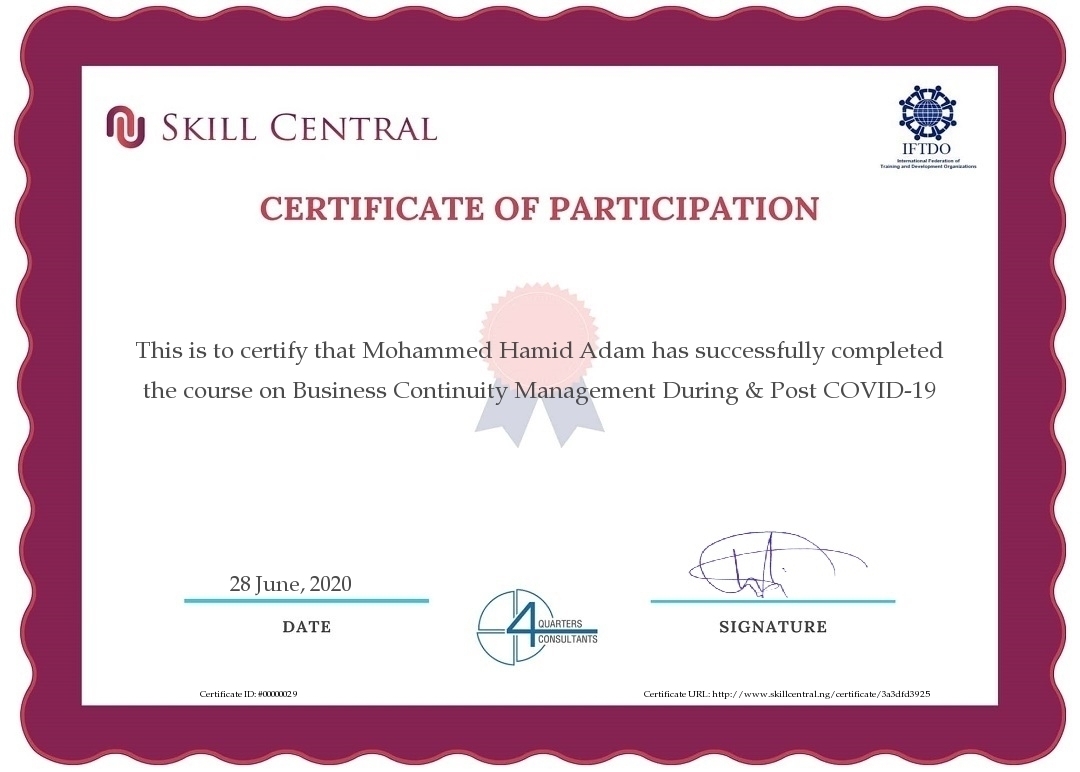 SKILL CENTRAL
IFTDO
International Federation of
Training and Development Organizations
CERTIFICATE OF PARTICIPATION
This is to certify that Mohammed Hamid Adam has successfully completed
the course on Business Continuity Management During & Post COVID-19
28 June, 2020
DATE
4 QUARTERS
CONSULTANTS
SIGNATURE
Certificate ID: #0000029
Certificate URL: http://www.skillcentral.ng/certificate/3a3dfd3925